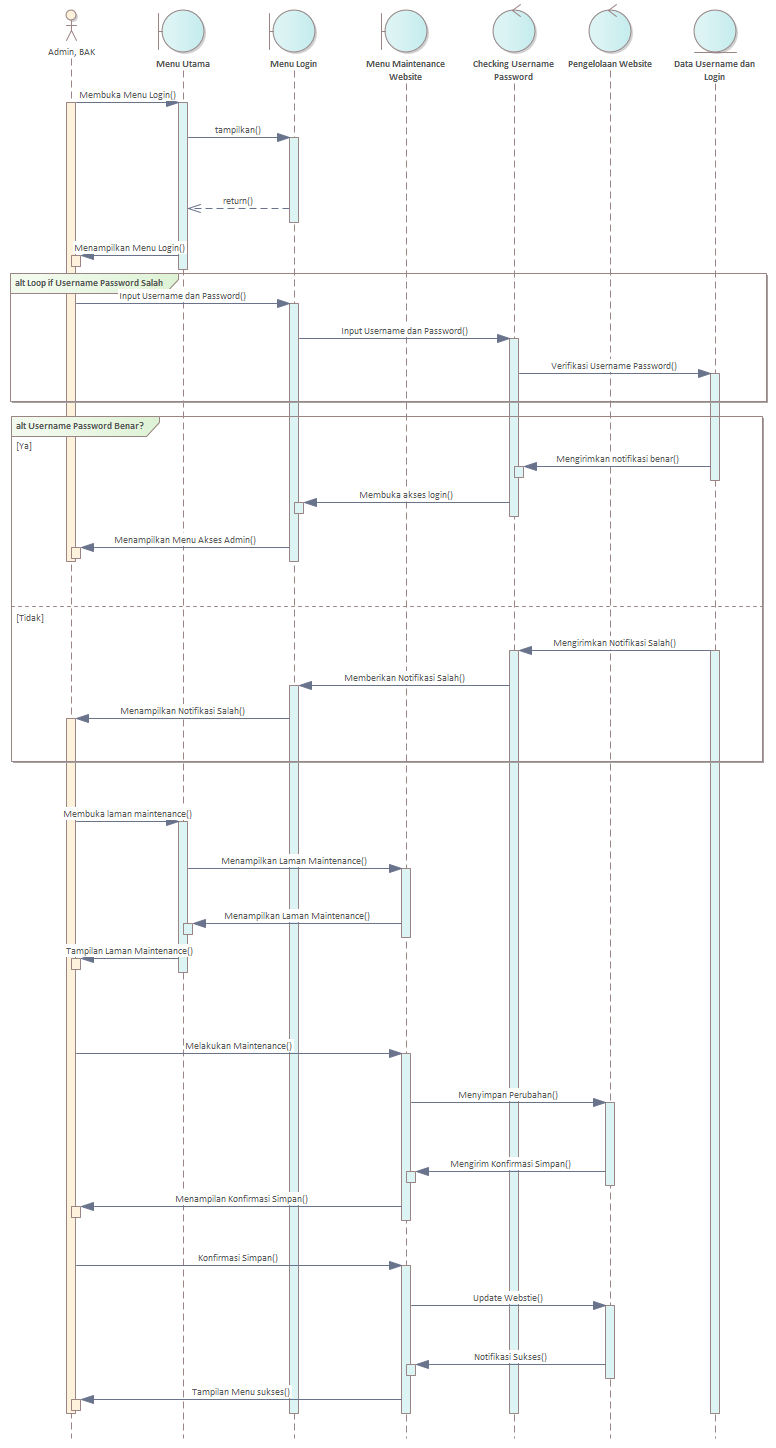 Admin, BAK
Menu Utama
Menu Login
Menu Maintenance
Website
Checking Username
Password
Pengelolaan Website
Data Username dan
Login
Membuka Menu Login()
tampilkan()
return()
Menampilkan Menu Login()
alt Loop if Username Password Salah
Input Username dan Password()
Input Username dan Password()
Verifikasi Username Password()
alt Username Password Benar?
[Ya]
Mengirimkan notifikasi benar()
Membuka akses login()
Menampilkan Menu Akses Admin()
[Tidak]
Mengirimkan Notifikasi Salah()
Memberikan Notifikasi Salah()
Menampilkan Notifikasi Salah()
Membuka laman maintenance()
Menampilkan Laman Maintenance()
Menampilkan Laman Maintenance()
Tampilan Laman Maintenance()
Melakukan Maintenance()
Menyimpan Perubahan()
Mengirim Konfirmasi Simpan()
Menampilan Konfirmasi Simpan()
Konfirmasi Simpan()
Update Webstie()
Notifikasi Sukses()
Tampilan Menu sukses()